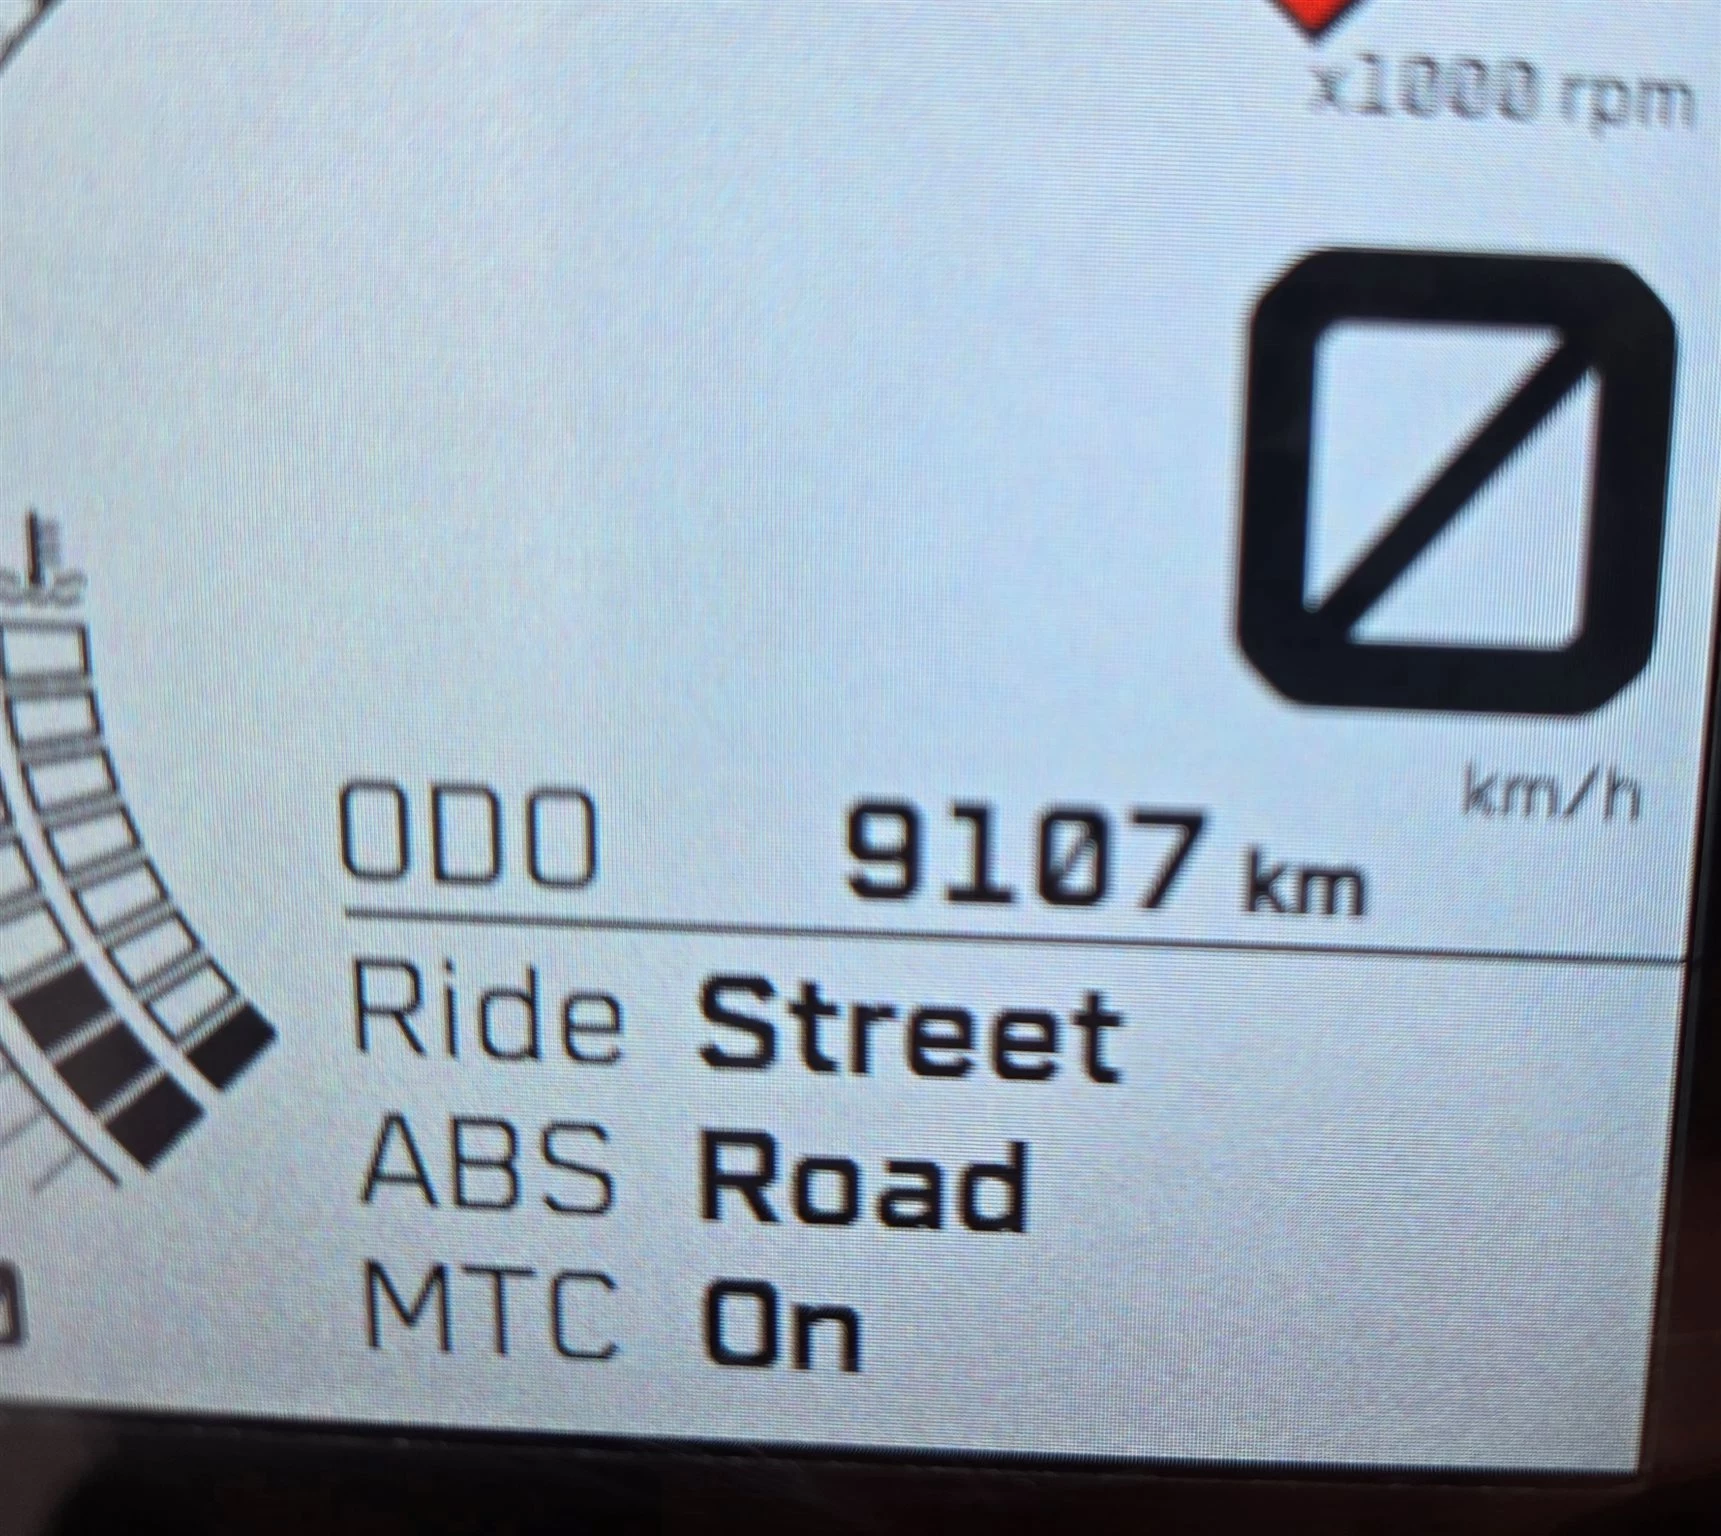 x1000 rpm
0
km/h
ODO 9107 km
Ride Street
ABS Road
MTC On